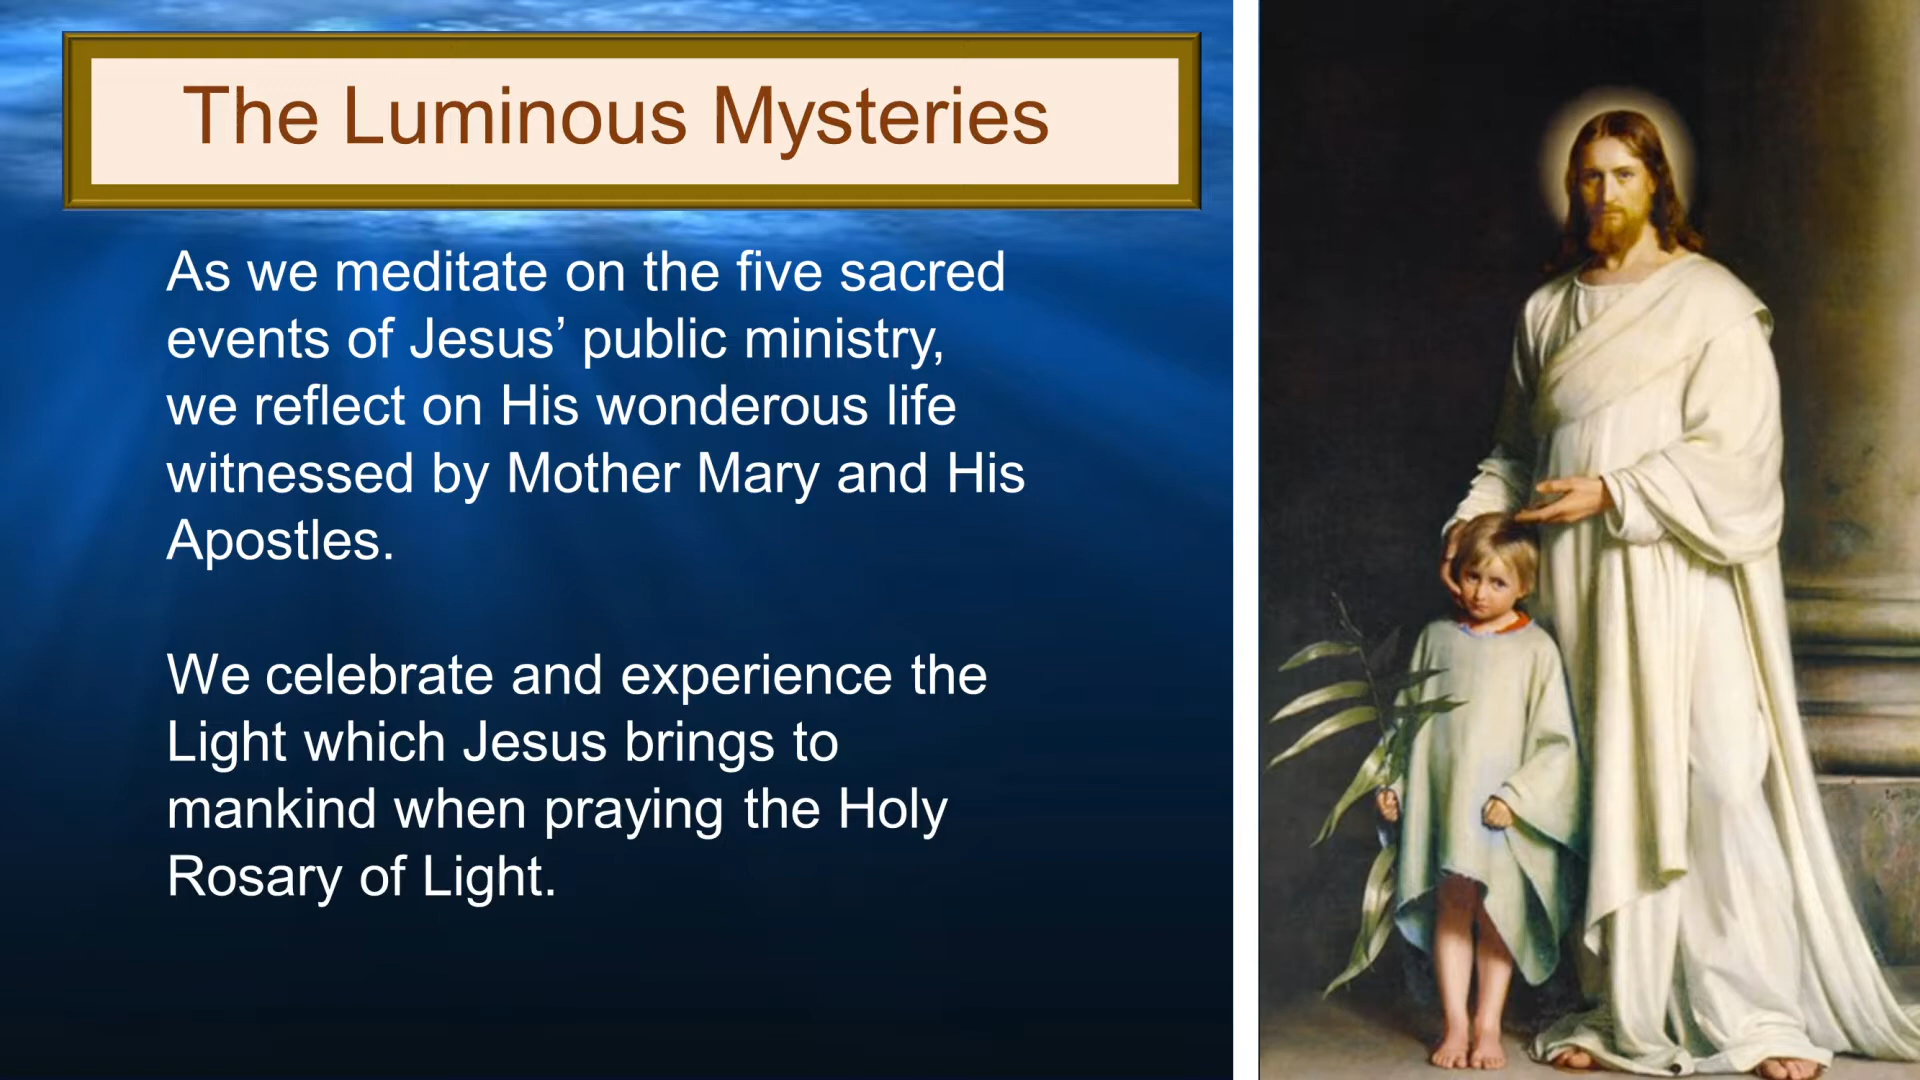 The Luminous Mysteries
As we meditate on the five sacred
events of Jesus’ public ministry,
we reflect on His wonderous life
witnessed by Mother Mary and His
Apostles.
We celebrate and experience the
Light which Jesus brings to
mankind when praying the Holy
Rosary of Light.